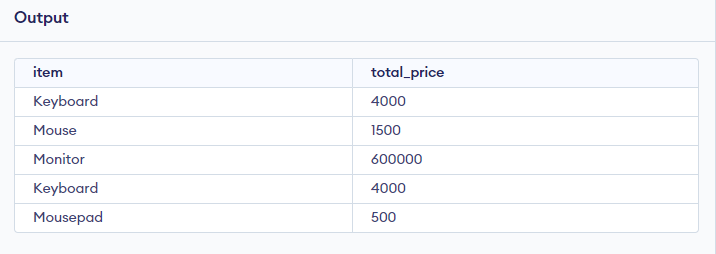 Output
item total_price
Keyboard 4000
Mouse 1500
Monitor 600000
Keyboard 4000
Mousepad 500